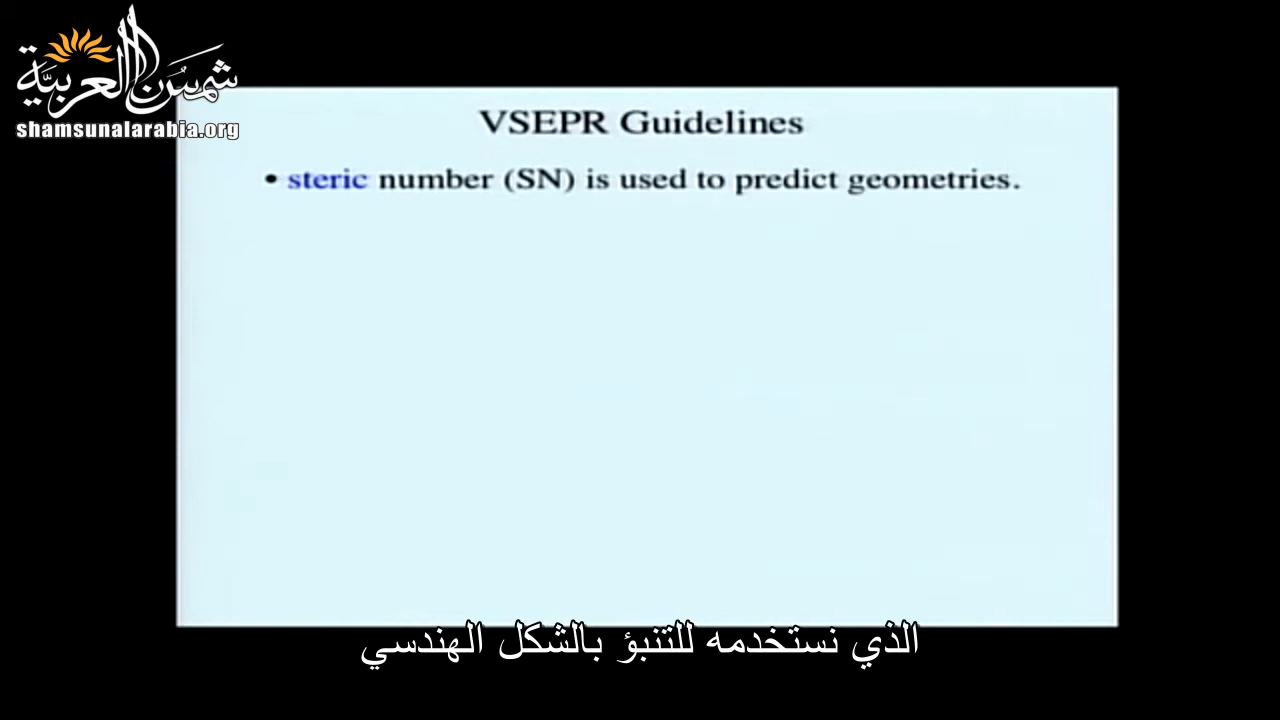 شمس العربية
shamsunalarabia.org
VSEPR Guidelines
• steric number (SN) is used to predict geometries.
الذي نستخدمه للتنبؤ بالشكل الهندسي